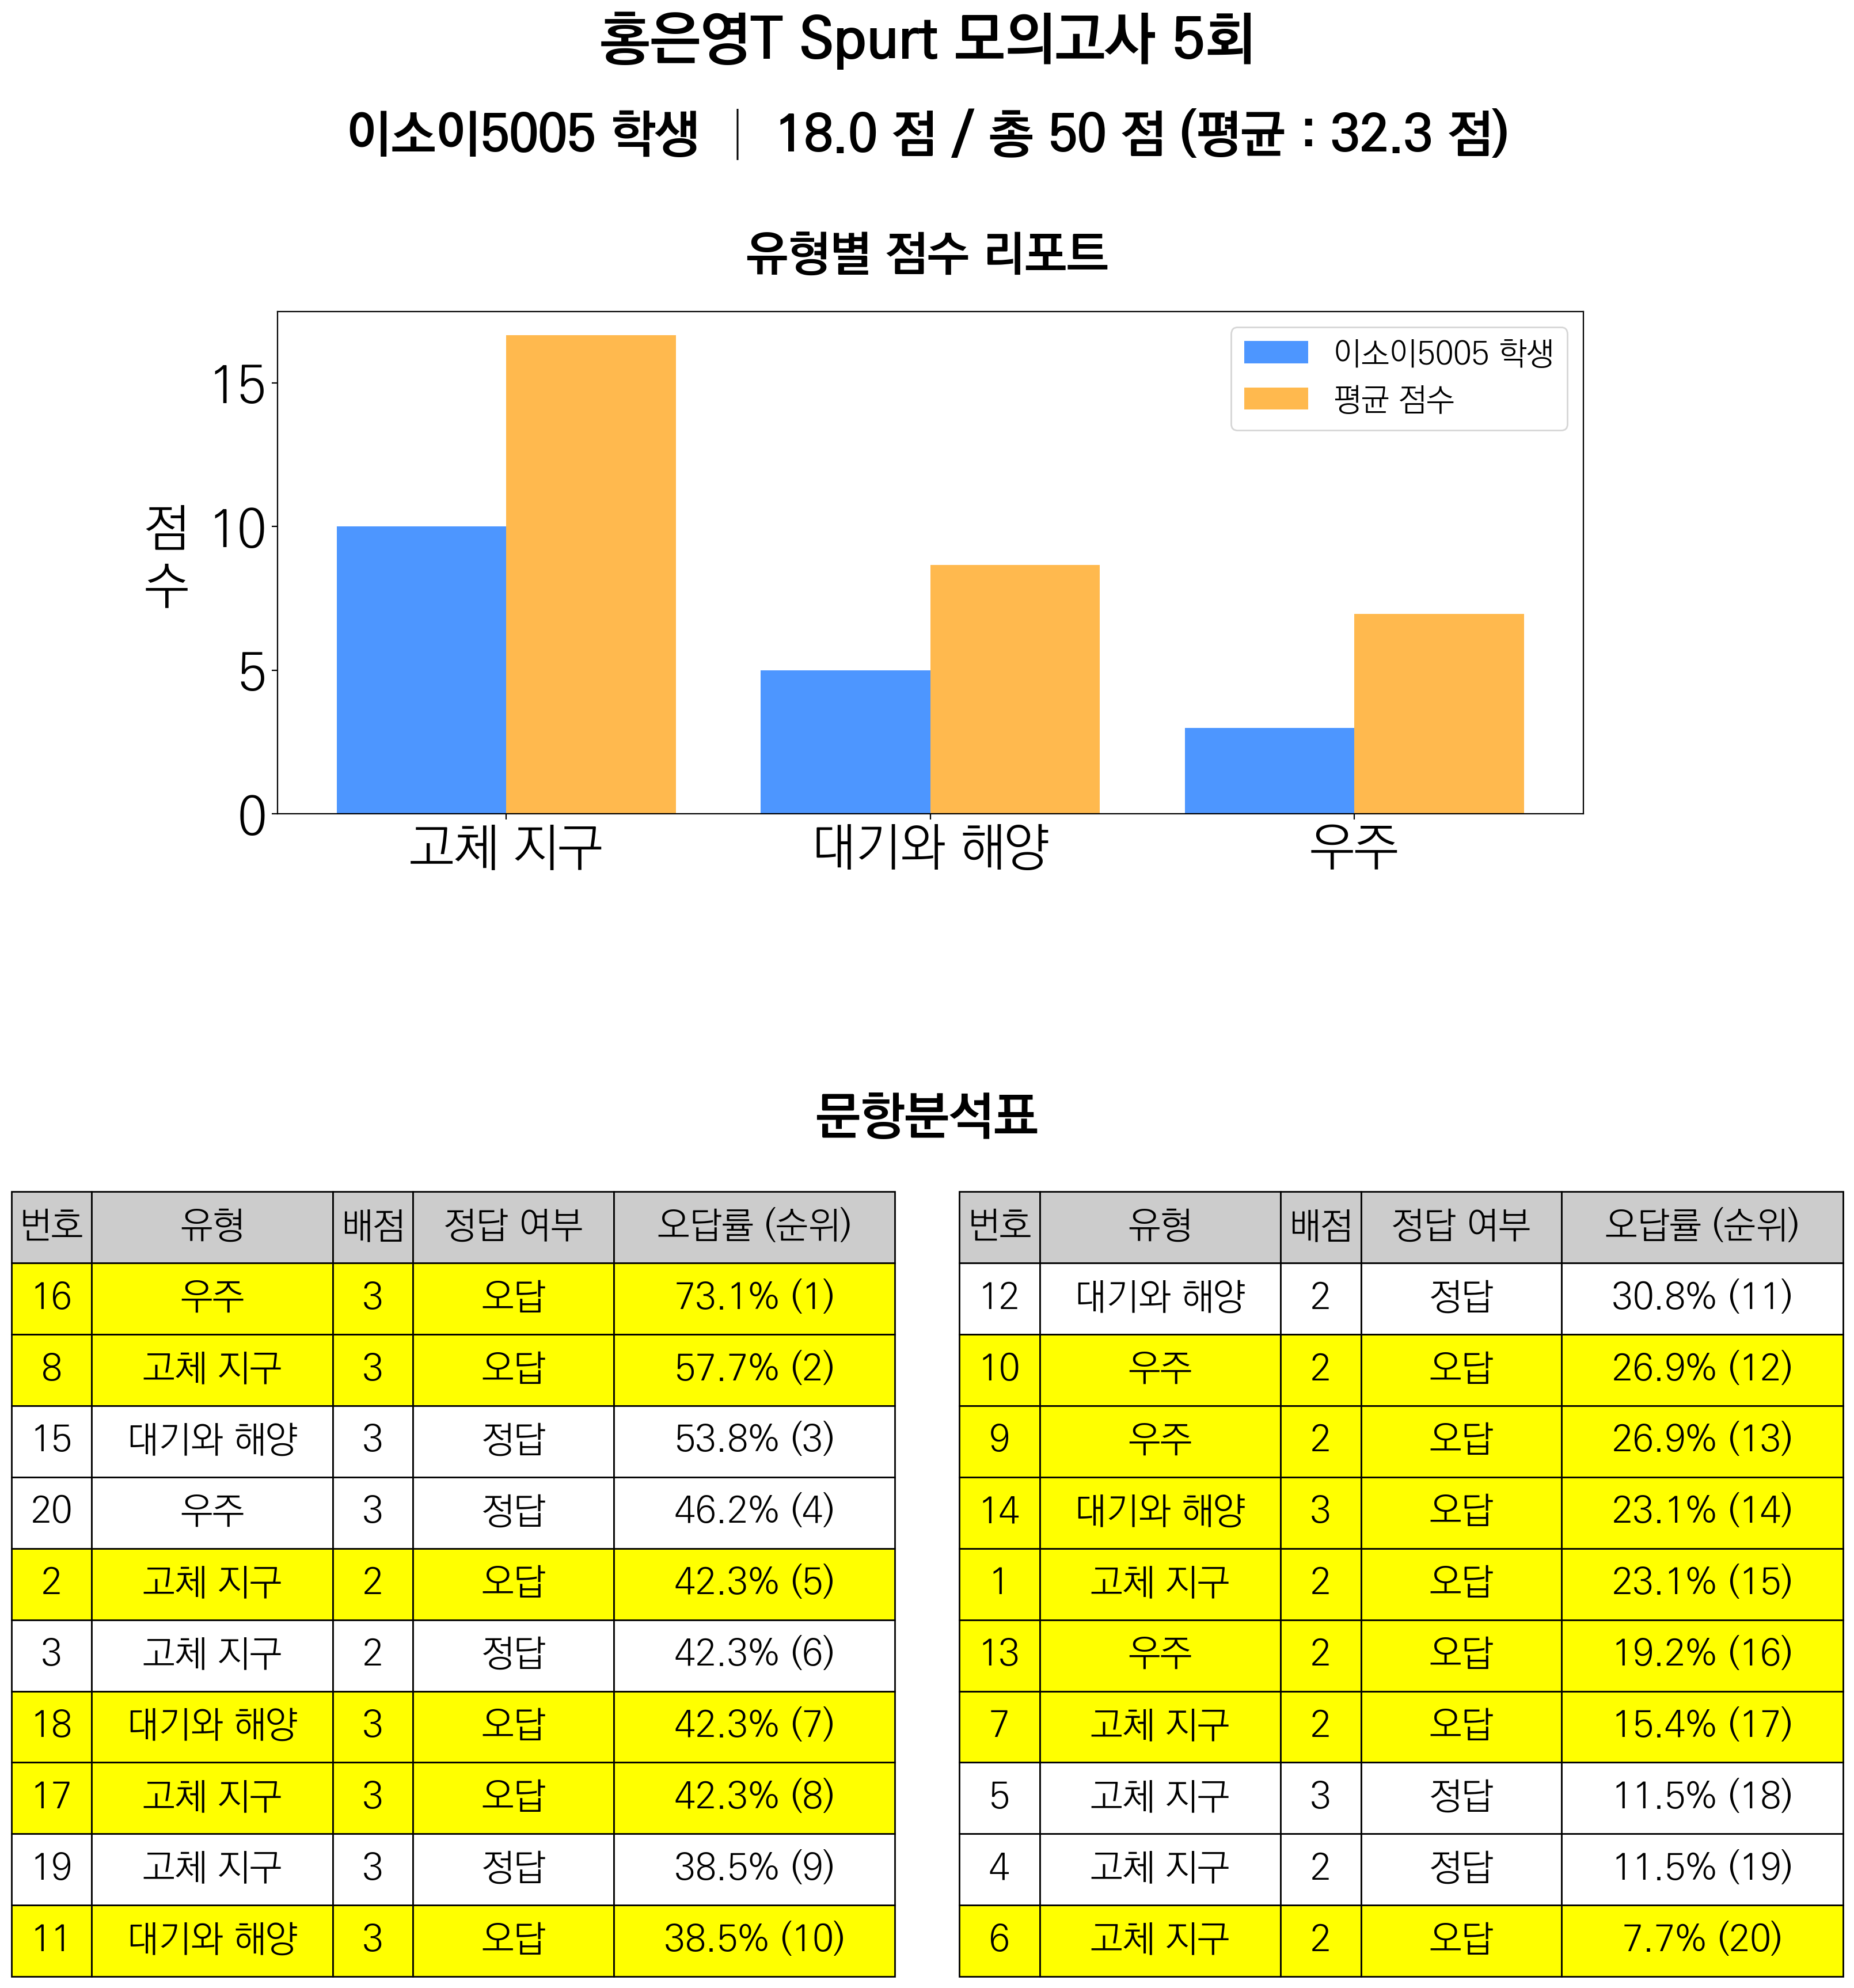 홍은영T Spurt 모의고사 5회
이소이5005 학생 │ 18.0 점 / 총 50 점 (평균 : 32.3 점)
유형별 점수 리포트
이소이5005 학생
평균 점수
점수
15
10
5
0
고체 지구 대기와 해양 우주
문항분석표
번호 유형 배점 정답 여부 오답률 (순위)
16 우주 3 오답 73.1% (1)
8 고체 지구 3 오답 57.7% (2)
15 대기와 해양 3 정답 53.8% (3)
20 우주 3 정답 46.2% (4)
2 고체 지구 2 오답 42.3% (5)
3 고체 지구 2 정답 42.3% (6)
18 대기와 해양 3 오답 42.3% (7)
17 고체 지구 3 오답 42.3% (8)
19 고체 지구 3 정답 38.5% (9)
11 대기와 해양 3 오답 38.5% (10)
번호 유형 배점 정답 여부 오답률 (순위)
12 대기와 해양 2 정답 30.8% (11)
10 우주 2 오답 26.9% (12)
9 우주 2 오답 26.9% (13)
14 대기와 해양 3 오답 23.1% (14)
1 고체 지구 2 오답 23.1% (15)
13 우주 2 오답 19.2% (16)
7 고체 지구 2 오답 15.4% (17)
5 고체 지구 3 정답 11.5% (18)
4 고체 지구 2 정답 11.5% (19)
6 고체 지구 2 오답 7.7% (20)